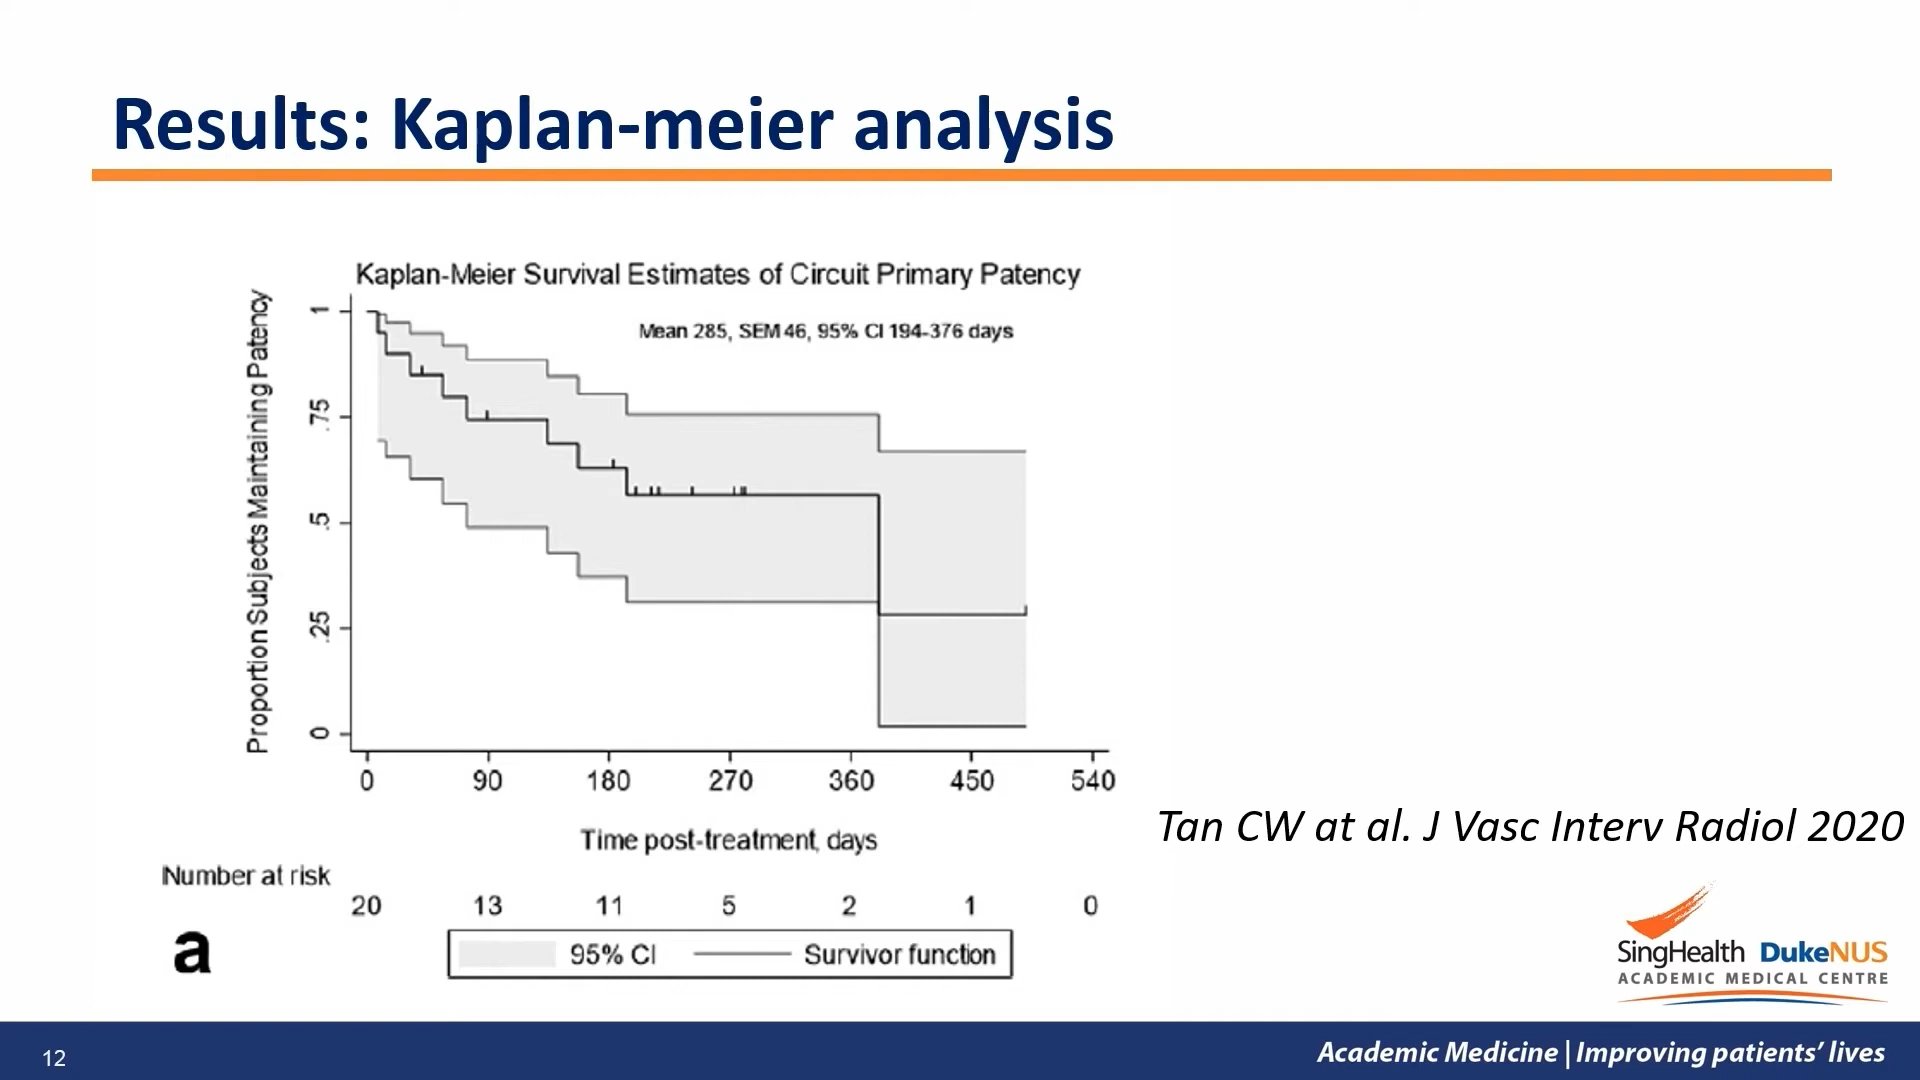 Results: Kaplan-meier analysis
Kaplan-Meier Survival Estimates of Circuit Primary Patency
Mean 285, SEM 46, 95% CI 194-376 days
Proportion Subjects Maintaining Patency
1
.75
.5
.25
0
0 90 180 270 360 450 540
Time post-treatment, days
Number at risk
20 13 11 5 2 1 0
a
95% CI Survivor function
Tan CW at al. J Vasc Interv Radiol 2020
SingHealth DukeNUS
ACADEMIC MEDICAL CENTRE
12
Academic Medicine | Improving patients’ lives